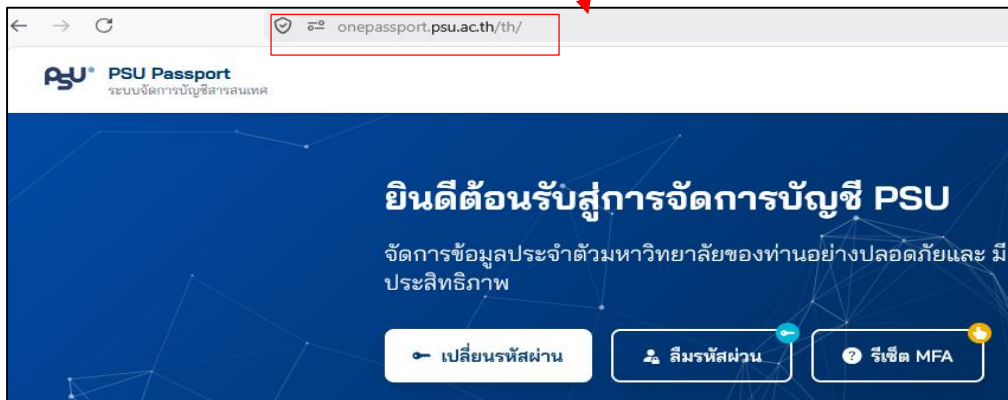 onepassport.psu.ac.th/th/
PSU PSU Passport
ระบบจัดการบัญชีสารสนเทศ
ยินดีต้อนรับสู่การจัดการบัญชี PSU
จัดการข้อมูลประจำตัวมหาวิทยาลัยของท่านอย่างปลอดภัยและ มี
ประสิทธิภาพ
เปลี่ยนรหัสผ่าน ลืมรหัสผ่วน รีเซ็ต MFA